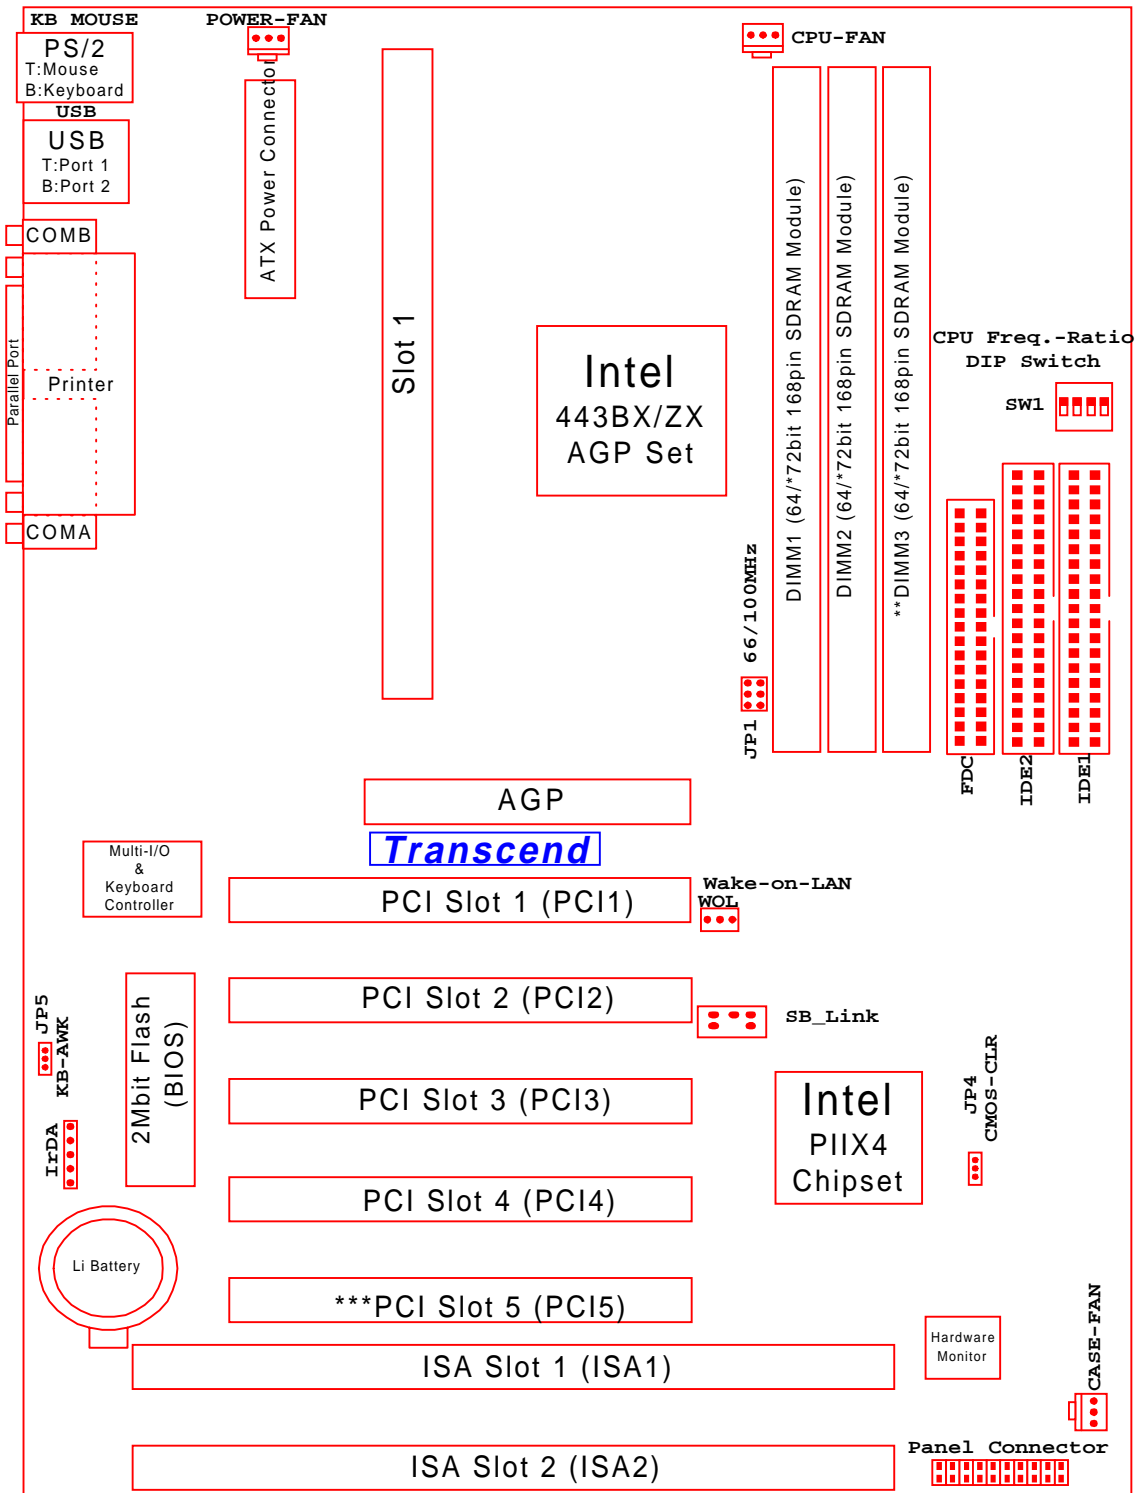 KB MOUSE
POWER-FAN
PS/2
T:Mouse
B:Keyboard
CPU-FAN
USB
USB
T:Port 1
B:Port 2
ATX Power Connector
COMB
Parallel Port
Printer
COMA
Slot 1
Intel
443BX/ZX
AGP Set
DIMM1 (64/*72bit 168pin SDRAM Module)
DIMM2 (64/*72bit 168pin SDRAM Module)
**DIMM3 (64/*72bit 168pin SDRAM Module)
CPU Freq.-Ratio
DIP Switch
SW1
JP1 66/100MHz
FDC
IDE2
IDE1
AGP
Transcend
Multi-I/O
&
Keyboard
Controller
PCI Slot 1 (PCI1)
Wake-on-LAN
WOL
PCI Slot 2 (PCI2)
SB_Link
JP5
KB-AWK
2Mbit Flash
(BIOS)
PCI Slot 3 (PCI3)
Intel
PIIX4
Chipset
JP4
CMOS-CLR
IrDA
PCI Slot 4 (PCI4)
Li Battery
***PCI Slot 5 (PCI5)
Hardware
Monitor
CASE-FAN
ISA Slot 1 (ISA1)
Panel Connector
ISA Slot 2 (ISA2)